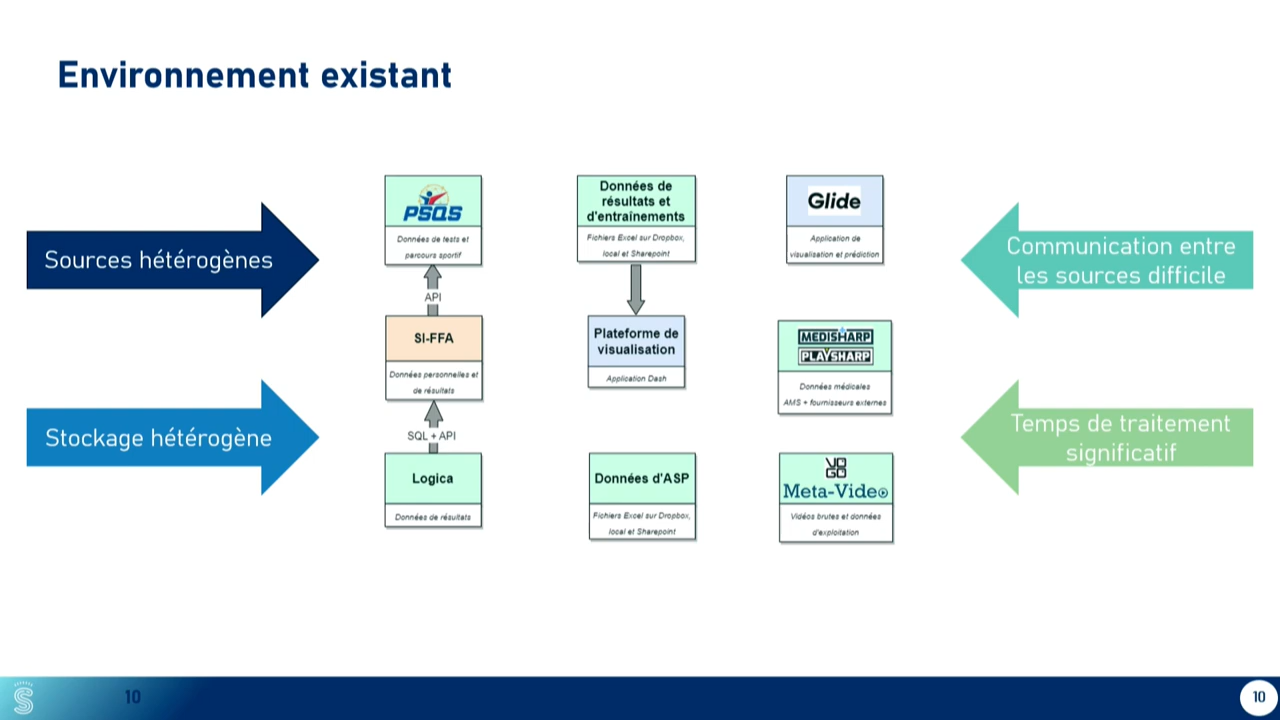 Environnement existant
Sources hétérogènes
Stockage hétérogène
PSQS
Données de tests et
parcours sportif
API
SI-FFA
Données personnelles et
de résultats
SQL + API
Logica
Données de résultats
Données de
résultats et
d'entraînements
Fichiers Excel sur Dropbox,
local et Sharepoint
Plateforme de
visualisation
Application Dash
Données d'ASP
Fichiers Excel sur Dropbox,
local et Sharepoint
Glide
Application de
visualisation et prédiction
MEDISHARP
PLAYSHARP
Données médicales
AMS + fournisseurs externes
VOGO
Meta-Video
Vidéos brutes et données
d'exploitation
Communication entre
les sources difficile
Temps de traitement
significatif
10
10